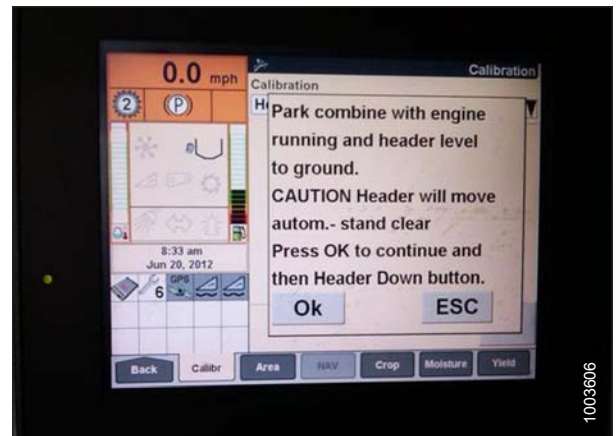 0.0 mph
Calibration
Calibration
2
P
Park combine with engine
running and header level
to ground.
CAUTION Header will move
autom.- stand clear
Press OK to continue and
then Header Down button.
Ok
ESC
8:33 am
Jun 20, 2012
6
GPS
Back
Calibr
Area
NAV
Crop
Moisture
Yield
1003606